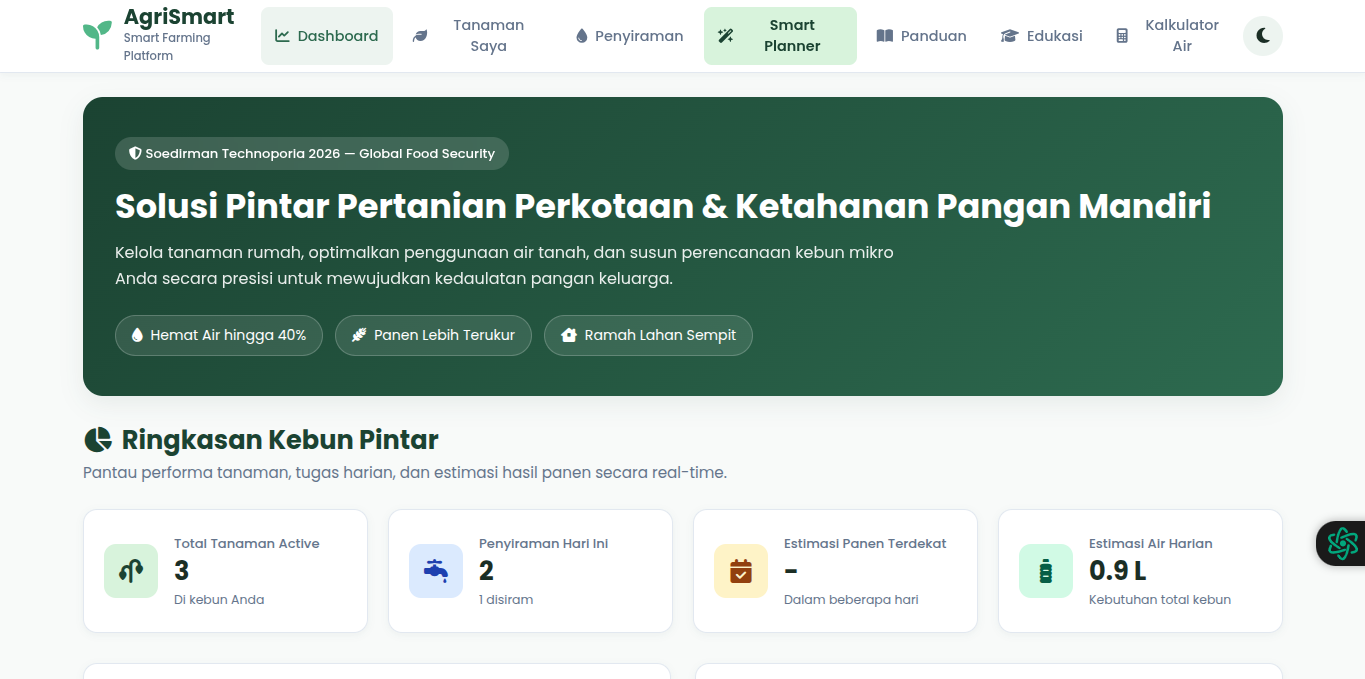 AgriSmart
Smart Farming
Platform
Dashboard
Tanaman
Saya
Penyiraman
Smart
Planner
Panduan
Edukasi
Kalkulator
Air
Soedirman Technoporia 2026 — Global Food Security
Solusi Pintar Pertanian Perkotaan & Ketahanan Pangan Mandiri
Kelola tanaman rumah, optimalkan penggunaan air tanah, dan susun perencanaan kebun mikro
Anda secara presisi untuk mewujudkan kedaulatan pangan keluarga.
Hemat Air hingga 40%
Panen Lebih Terukur
Ramah Lahan Sempit
Ringkasan Kebun Pintar
Pantau performa tanaman, tugas harian, dan estimasi hasil panen secara real-time.
Total Tanaman Active
3
Di kebun Anda
Penyiraman Hari Ini
2
1 disiram
Estimasi Panen Terdekat
-
Dalam beberapa hari
Estimasi Air Harian
0.9 L
Kebutuhan total kebun